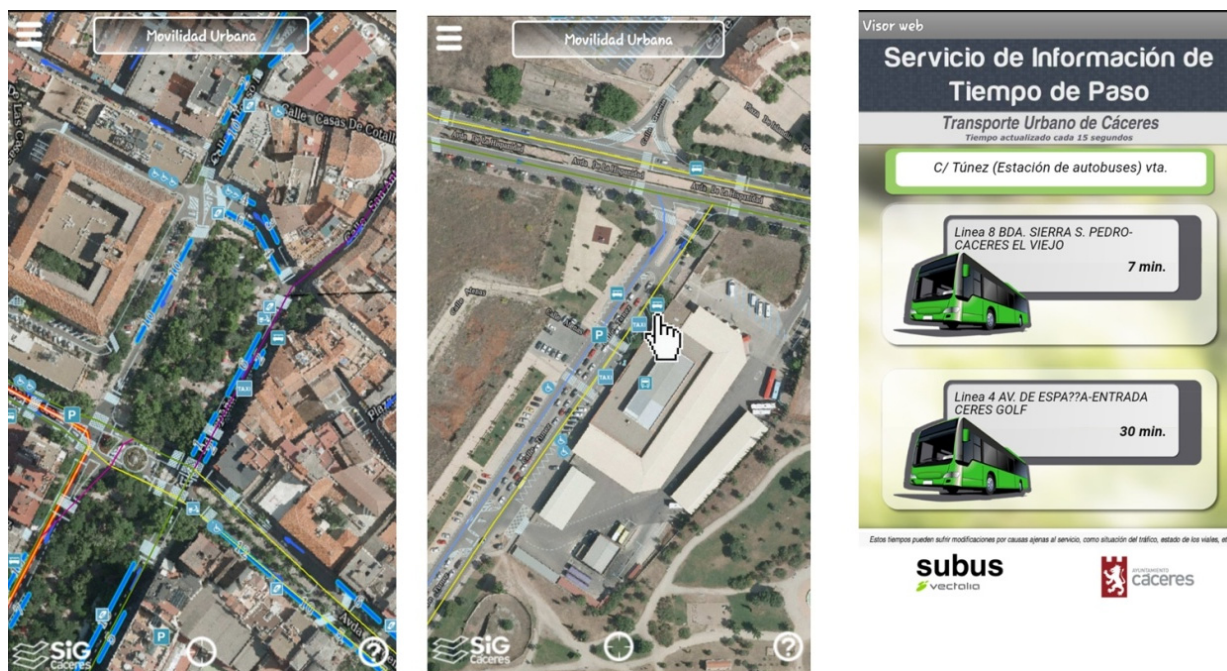 Movilidad Urbana
Calle Casas De Cotall
Calle San An
P
TAXI
P
Avda
SiG
cáceres
?
Movilidad Urbana
P
TAXI
SiG
cáceres
?
Visor web
Servicio de Información de
Tiempo de Paso
Transporte Urbano de Cáceres
Tiempo actualizado cada 15 segundos
C/ Túnez (Estación de autobuses) vta.
Linea 8 BDA. SIERRA S. PEDRO-
CACERES EL VIEJO
7 min.
Linea 4 AV. DE ESPA??A-ENTRADA
CERES GOLF
30 min.
Estos tiempos pueden sufrir modificaciones por causas ajenas al servicio, como situación del tráfico, estado de los viales, et
subus
vectalia
AYUNTAMIENTO
cáceres